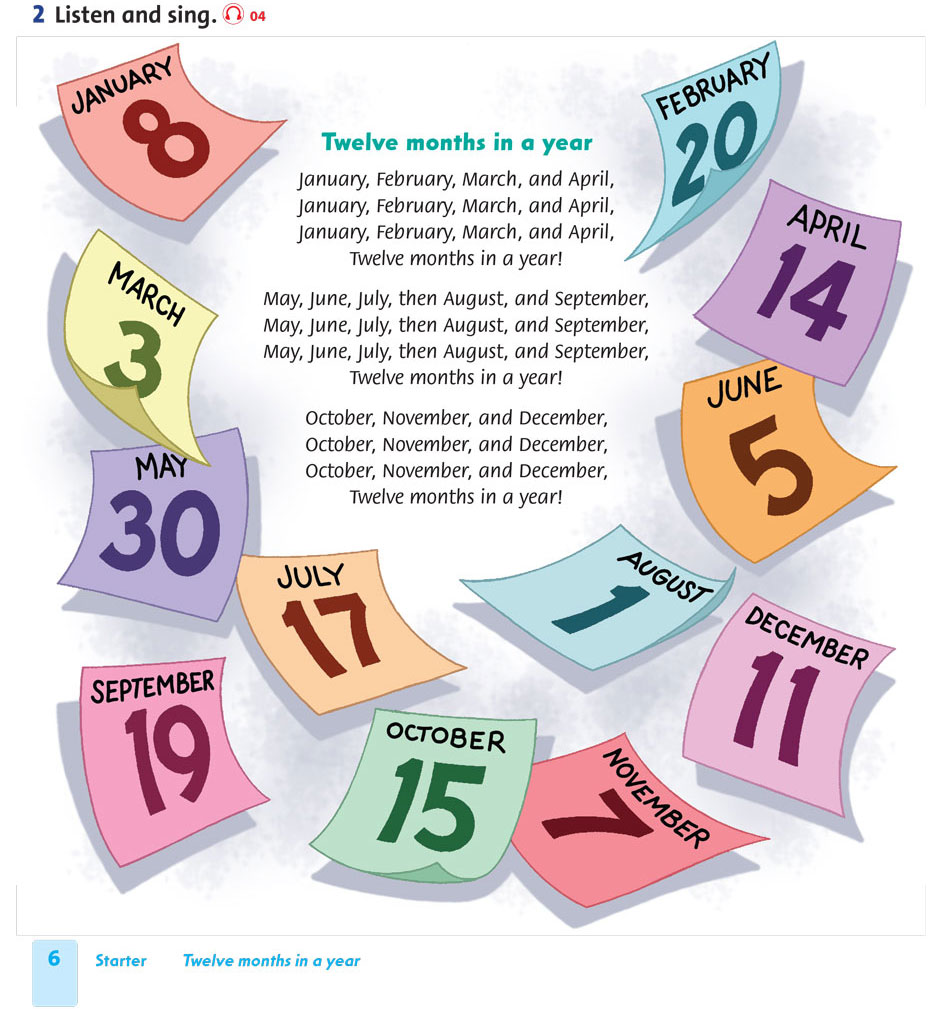 2 Listen and sing. 04
JANUARY
8
FEBRUARY
20
Twelve months in a year
January, February, March, and April,
January, February, March, and April,
January, February, March, and April,
Twelve months in a year!
May, June, July, then August, and September,
May, June, July, then August, and September,
May, June, July, then August, and September,
Twelve months in a year!
October, November, and December,
October, November, and December,
October, November, and December,
Twelve months in a year!
MARCH
3
APRIL
14
MAY
30
JUNE
5
JULY
17
AUGUST
1
SEPTEMBER
19
OCTOBER
15
NOVEMBER
7
DECEMBER
11
6 Starter Twelve months in a year